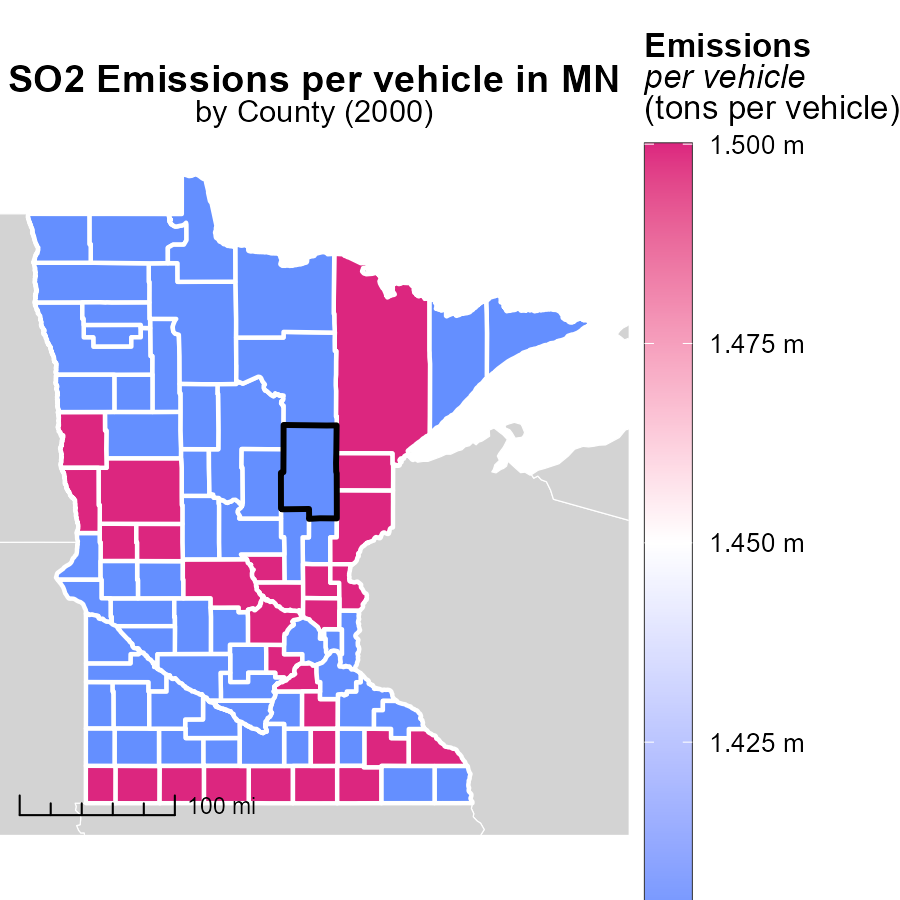 SO2 Emissions per vehicle in MN
by County (2000)
Emissions
per vehicle
(tons per vehicle)
1.500 m
1.475 m
1.450 m
1.425 m
100 mi